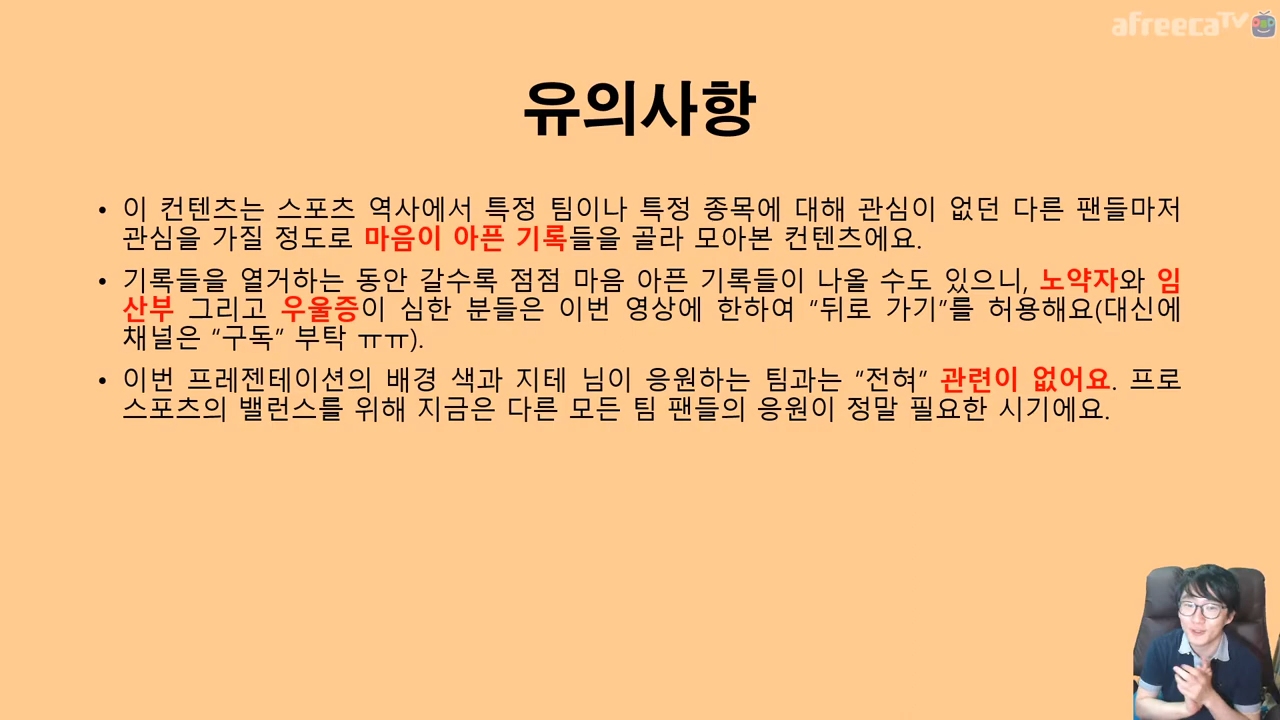 afreecaTV
유의사항
• 이 컨텐츠는 스포츠 역사에서 특정 팀이나 특정 종목에 대해 관심이 없던 다른 팬들마저
관심을 가질 정도로 마음이 아픈 기록들을 골라 모아본 컨텐츠에요.
• 기록들을 열거하는 동안 갈수록 점점 마음 아픈 기록들이 나올 수도 있으니, 노약자와 임
산부 그리고 우울증이 심한 분들은 이번 영상에 한하여 “뒤로 가기”를 허용해요(대신에
채널은 “구독” 부탁 ㅠㅠ).
• 이번 프레젠테이션의 배경 색과 지테 님이 응원하는 팀과는 “전혀” 관련이 없어요. 프로
스포츠의 밸런스를 위해 지금은 다른 모든 팀 팬들의 응원이 정말 필요한 시기에요.